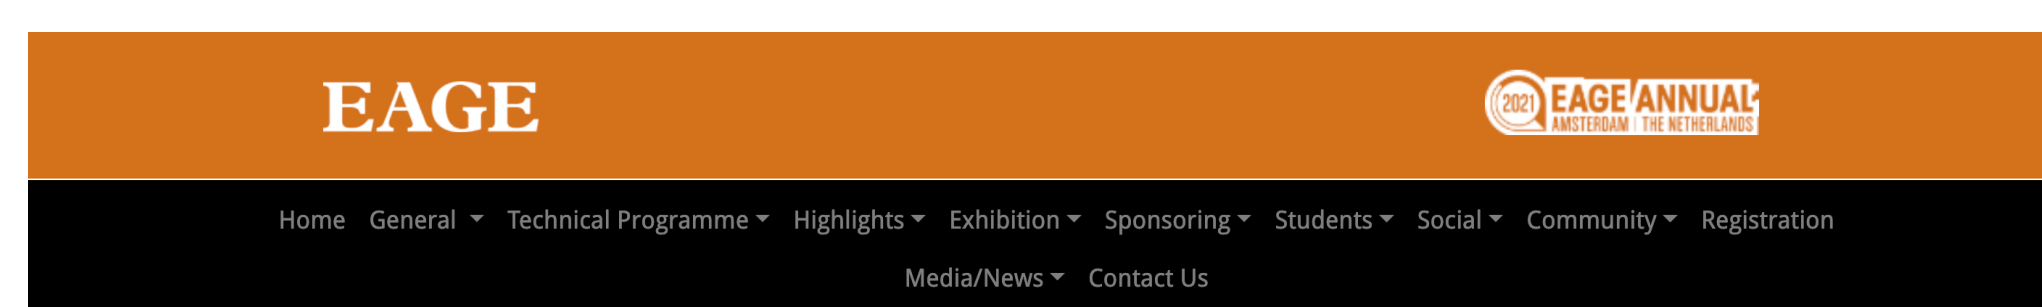 EAGE
2021 EAGE ANNUAL
AMSTERDAM | THE NETHERLANDS
Home General Technical Programme Highlights Exhibition Sponsoring Students Social Community Registration
Media/News Contact Us